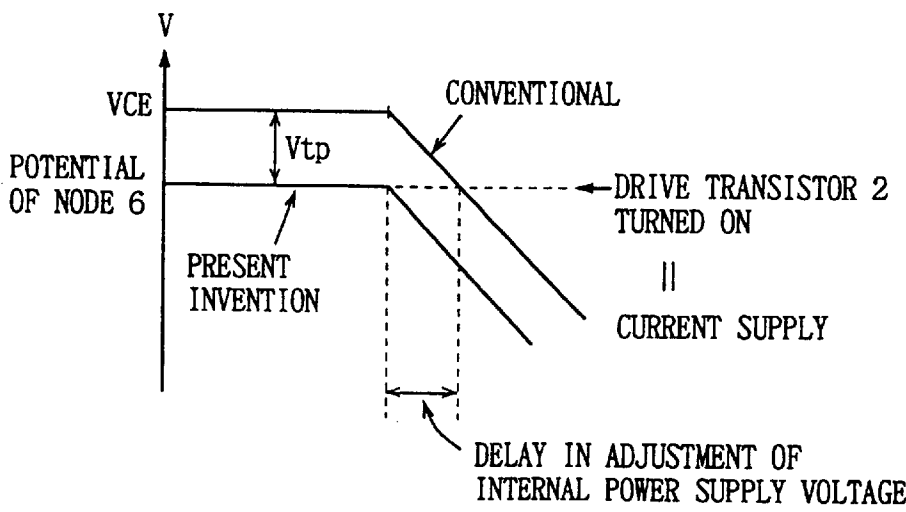 V
VCE
CONVENTIONAL
Vtp
POTENTIAL
OF NODE 6
DRIVE TRANSISTOR 2
TURNED ON
PRESENT
INVENTION
||
CURRENT SUPPLY
DELAY IN ADJUSTMENT OF
INTERNAL POWER SUPPLY VOLTAGE